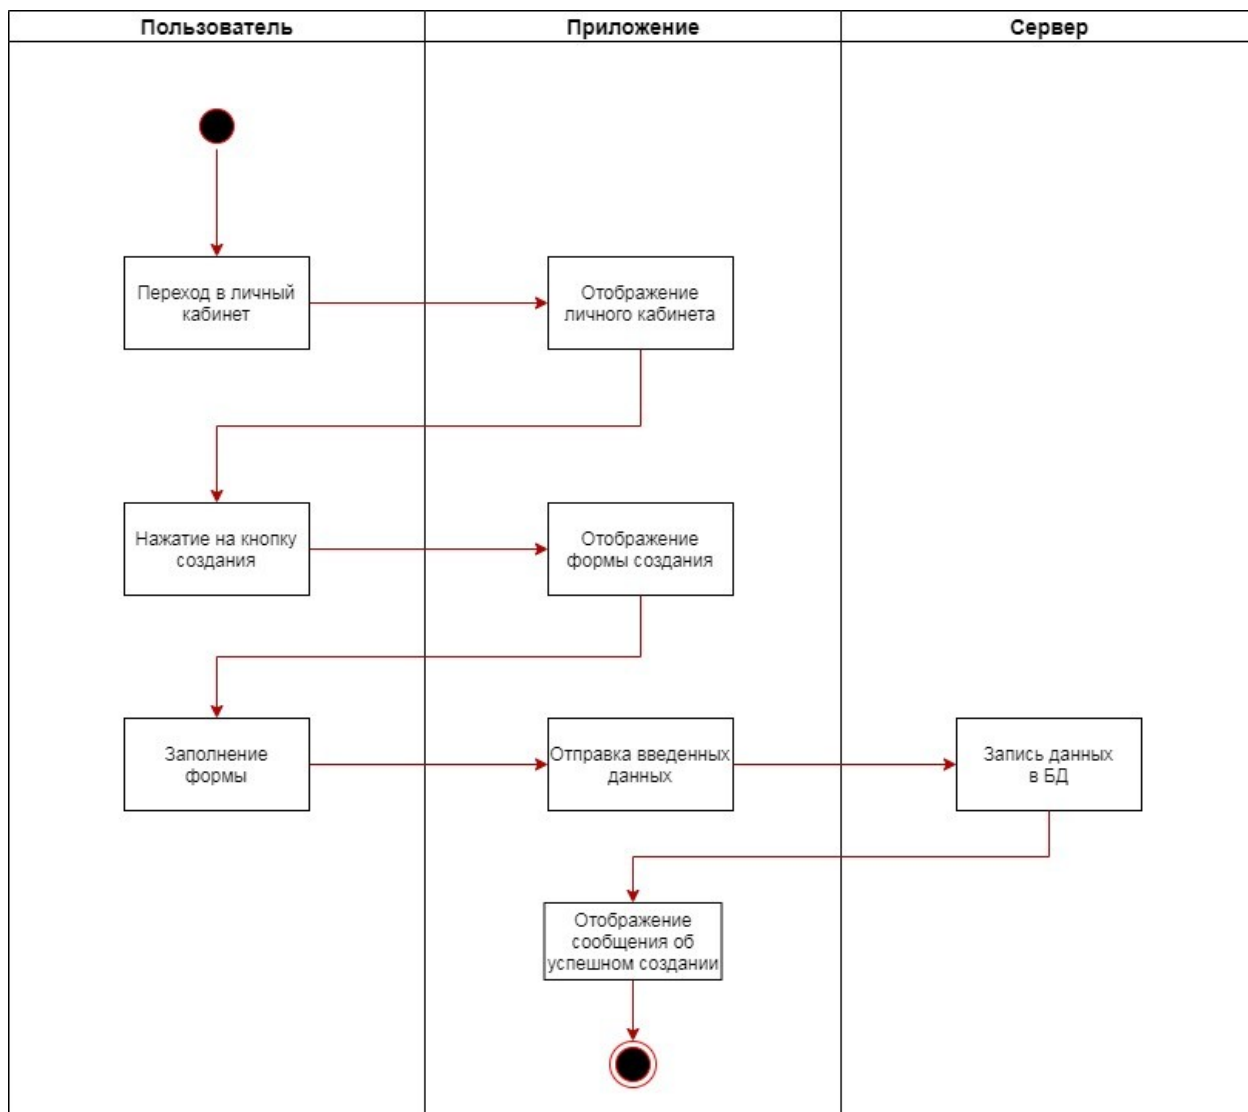 Пользователь
Приложение
Сервер
Переход в личный
кабинет
Отображение
личного кабинета
Нажатие на кнопку
создания
Отображение
формы создания
Заполнение
формы
Отправка введенных
данных
Запись данных
в БД
Отображение
сообщения об
успешном создании